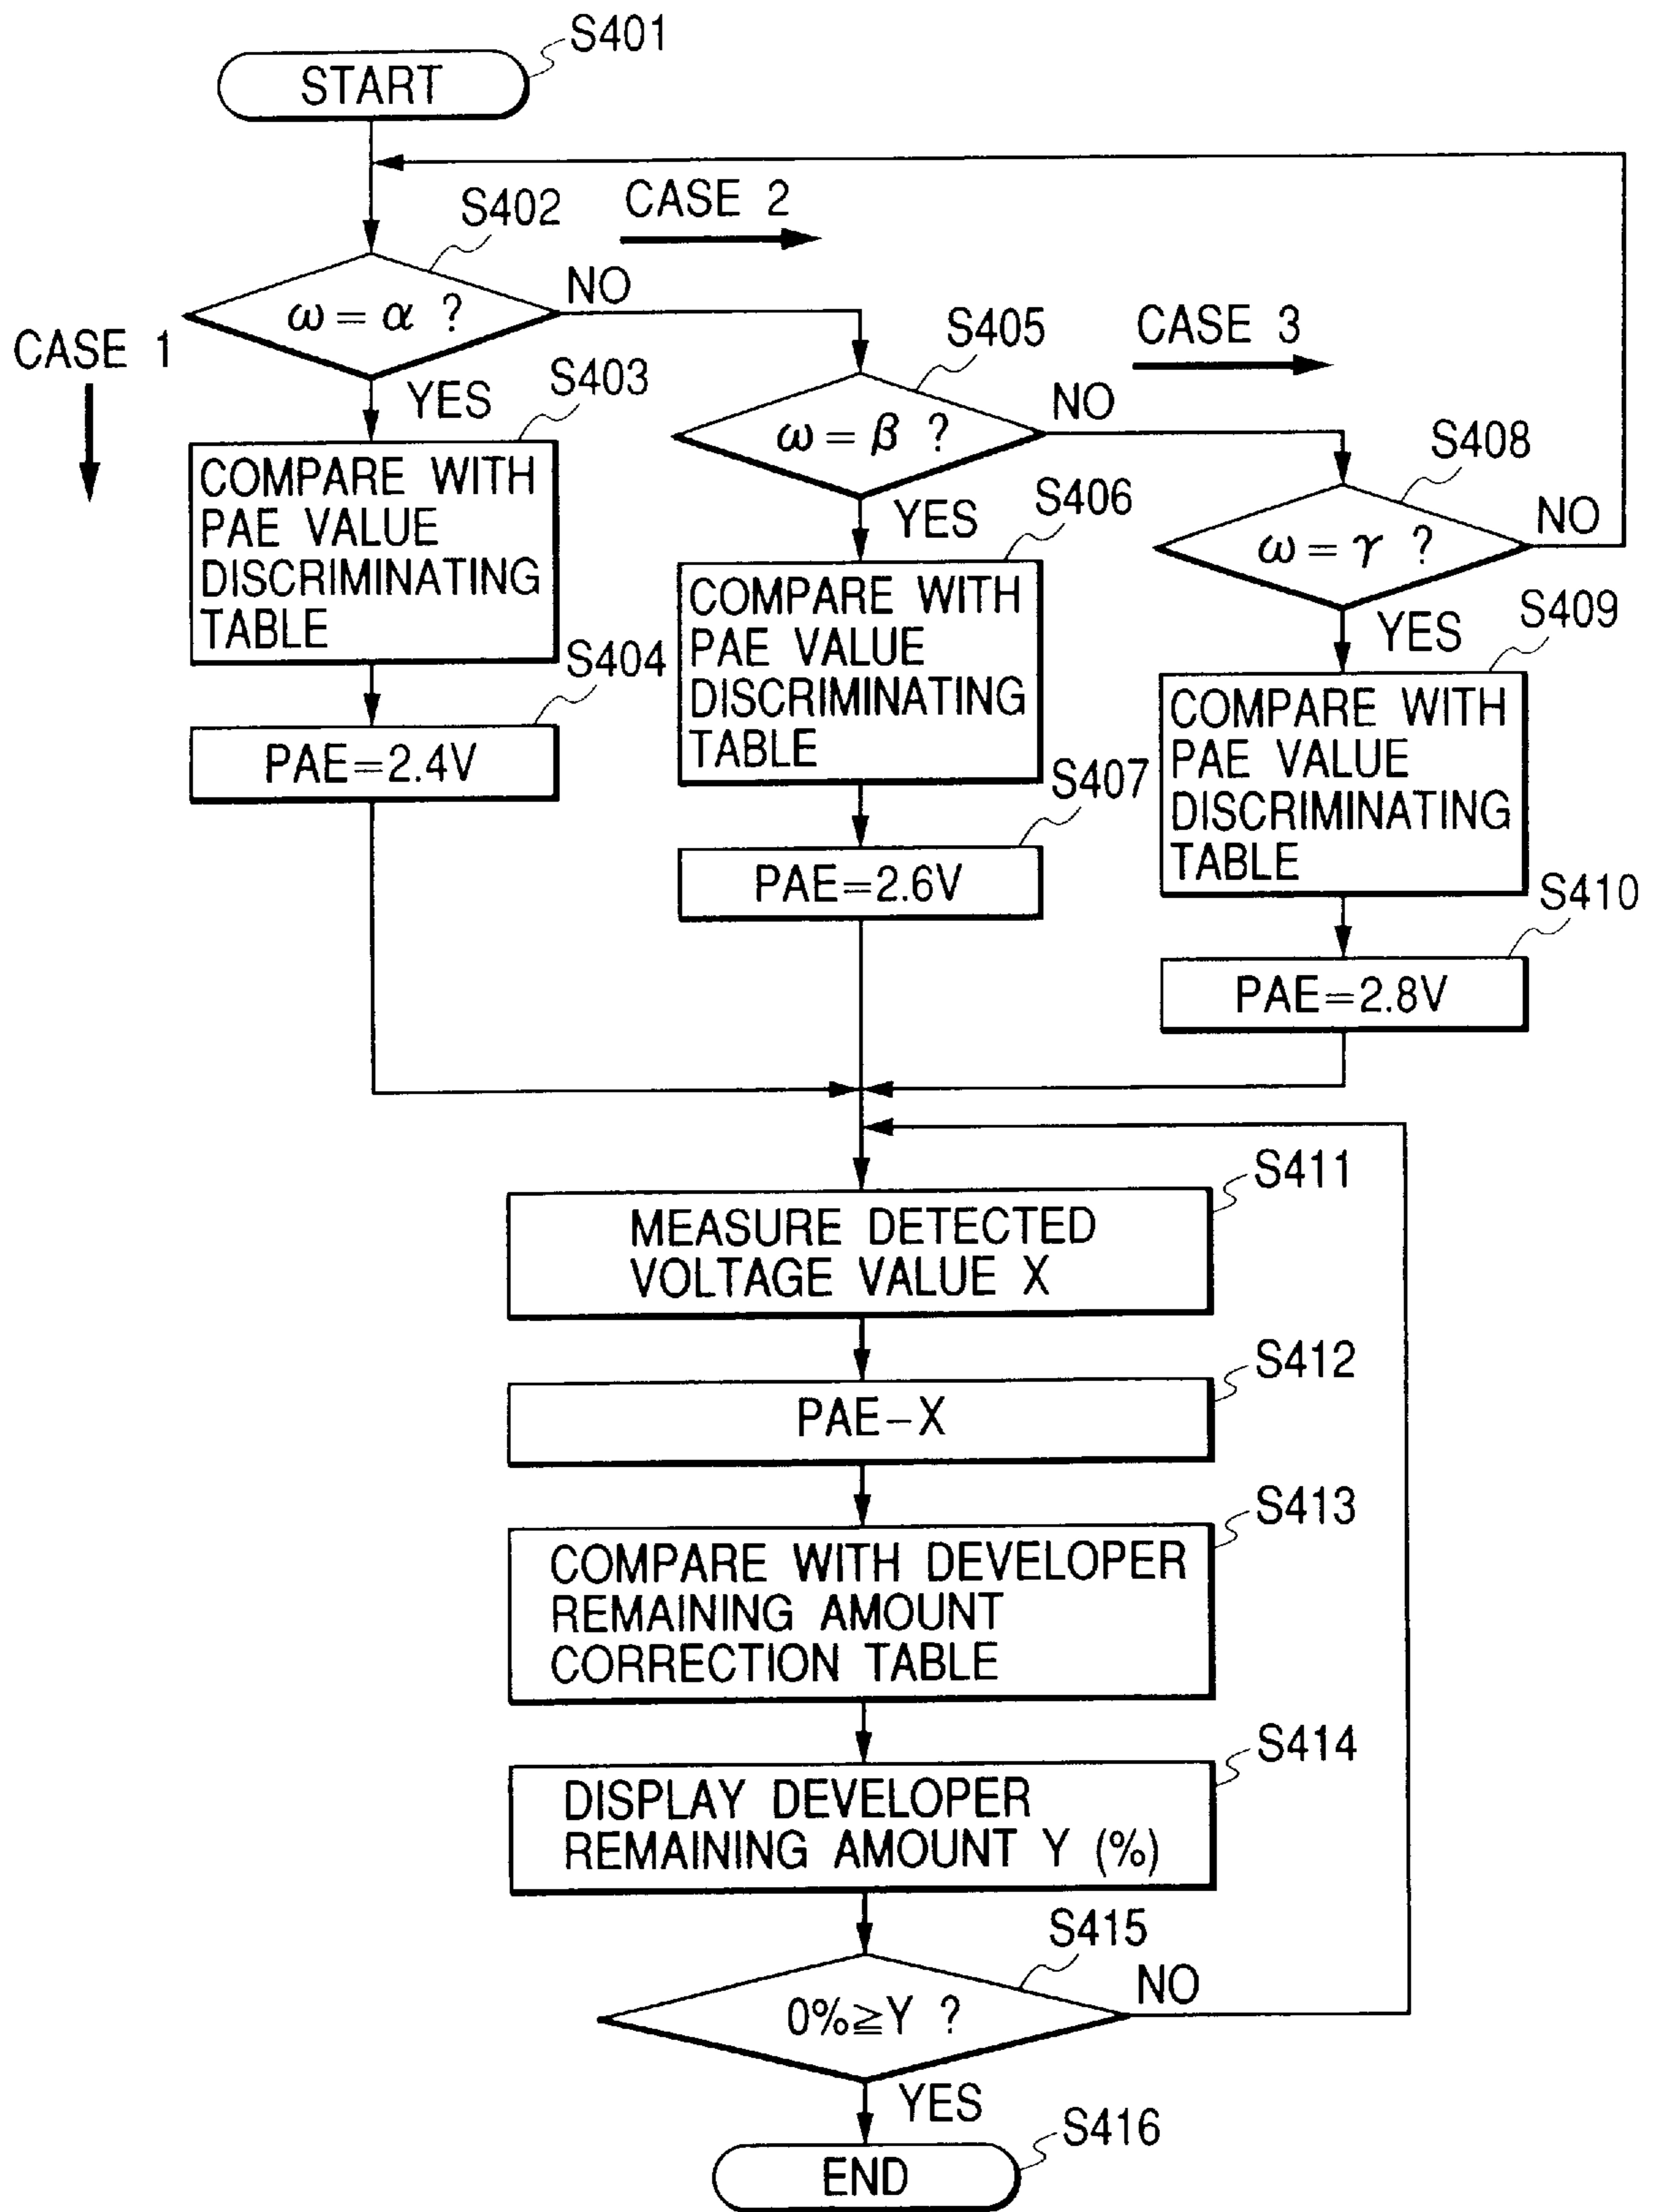 S401
START
S402
CASE 2
ω=α ?
NO
CASE 1
YES
S403
COMPARE WITH
PAE VALUE
DISCRIMINATING
TABLE
S404
PAE=2.4V
S405
CASE 3
ω=β ?
NO
YES
S406
COMPARE WITH
PAE VALUE
DISCRIMINATING
TABLE
S407
PAE=2.6V
S408
ω=γ ?
NO
YES
S409
COMPARE WITH
PAE VALUE
DISCRIMINATING
TABLE
S410
PAE=2.8V
S411
MEASURE DETECTED
VOLTAGE VALUE X
S412
PAE-X
S413
COMPARE WITH DEVELOPER
REMAINING AMOUNT
CORRECTION TABLE
S414
DISPLAY DEVELOPER
REMAINING AMOUNT Y (%)
S415
0%≧Y ?
NO
YES
S416
END